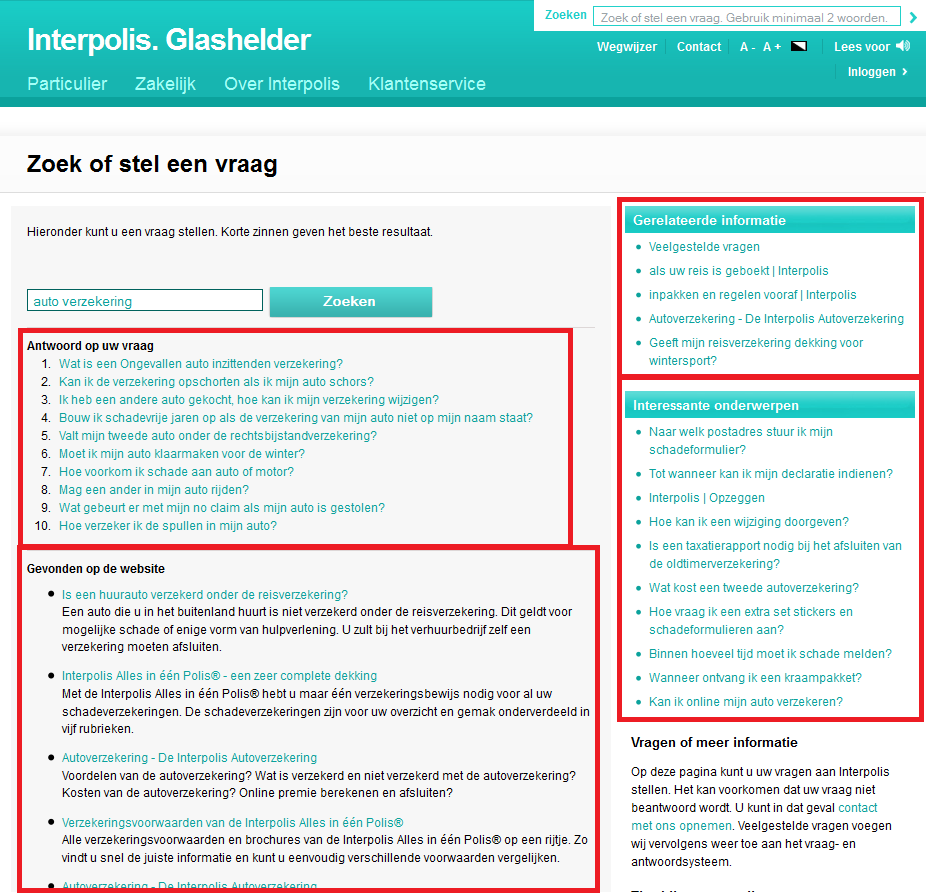 Zoeken
Zoek of stel een vraag. Gebruik minimaal 2 woorden.
Interpolis. Glashelder
Wegwijzer
Contact
A -
A +
Lees voor
Inloggen
Particulier
Zakelijk
Over Interpolis
Klantenservice
Zoek of stel een vraag
Hieronder kunt u een vraag stellen. Korte zinnen geven het beste resultaat.
auto verzekering
Zoeken
Antwoord op uw vraag
1. Wat is een Ongevallen auto inzittenden verzekering?
2. Kan ik de verzekering opschorten als ik mijn auto schors?
3. Ik heb een andere auto gekocht, hoe kan ik mijn verzekering wijzigen?
4. Bouw ik schadevrije jaren op als de verzekering van mijn auto niet op mijn naam staat?
5. Valt mijn tweede auto onder de rechtsbijstandverzekering?
6. Moet ik mijn auto klaarmaken voor de winter?
7. Hoe voorkom ik schade aan auto of motor?
8. Mag een ander in mijn auto rijden?
9. Wat gebeurt er met mijn no claim als mijn auto is gestolen?
10. Hoe verzeker ik de spullen in mijn auto?
Gevonden op de website
Is een huurauto verzekerd onder de reisverzekering?
Een auto die u in het buitenland huurt is niet verzekerd onder de reisverzekering. Dit geldt voor
mogelijke schade of enige vorm van hulpverlening. U zult bij het verhuurbedrijf zelf een
verzekering moeten afsluiten.
Interpolis Alles in één Polis® - een zeer complete dekking
Met de Interpolis Alles in één Polis® hebt u maar één verzekeringsbewijs nodig voor al uw
schadeverzekeringen. De schadeverzekeringen zijn voor uw overzicht en gemak onderverdeeld in
vijf rubrieken.
Autoverzekering - De Interpolis Autoverzekering
Voordelen van de autoverzekering? Wat is verzekerd en niet verzekerd met de autoverzekering?
Kosten van de autoverzekering? Online premie berekenen en afsluiten?
Verzekeringsvoorwaarden van de Interpolis Alles in één Polis®
Alle verzekeringsvoorwaarden en brochures van de Interpolis Alles in één Polis® op een rijtje. Zo
vindt u snel de juiste informatie en kunt u eenvoudig verschillende voorwaarden vergelijken.
Autoverzekering - De Interpolis Autoverzekering
Gerelateerde informatie
Veelgestelde vragen
als uw reis is geboekt | Interpolis
inpakken en regelen vooraf | Interpolis
Autoverzekering - De Interpolis Autoverzekering
Geeft mijn reisverzekering dekking voor
wintersport?
Interessante onderwerpen
Naar welk postadres stuur ik mijn
schadeformulier?
Tot wanneer kan ik mijn declaratie indienen?
Interpolis | Opzeggen
Hoe kan ik een wijziging doorgeven?
Is een taxatierapport nodig bij het afsluiten van
de oldtimerverzekering?
Wat kost een tweede autoverzekering?
Hoe vraag ik een extra set stickers en
schadeformulieren aan?
Binnen hoeveel tijd moet ik schade melden?
Wanneer ontvang ik een kraampakket?
Kan ik online mijn auto verzekeren?
Vragen of meer informatie
Op deze pagina kunt u uw vragen aan Interpolis
stellen. Het kan voorkomen dat uw vraag niet
beantwoord wordt. U kunt in dat geval contact
met ons opnemen. Veelgestelde vragen voegen
wij vervolgens weer toe aan het vraag- en
antwoordsysteem.